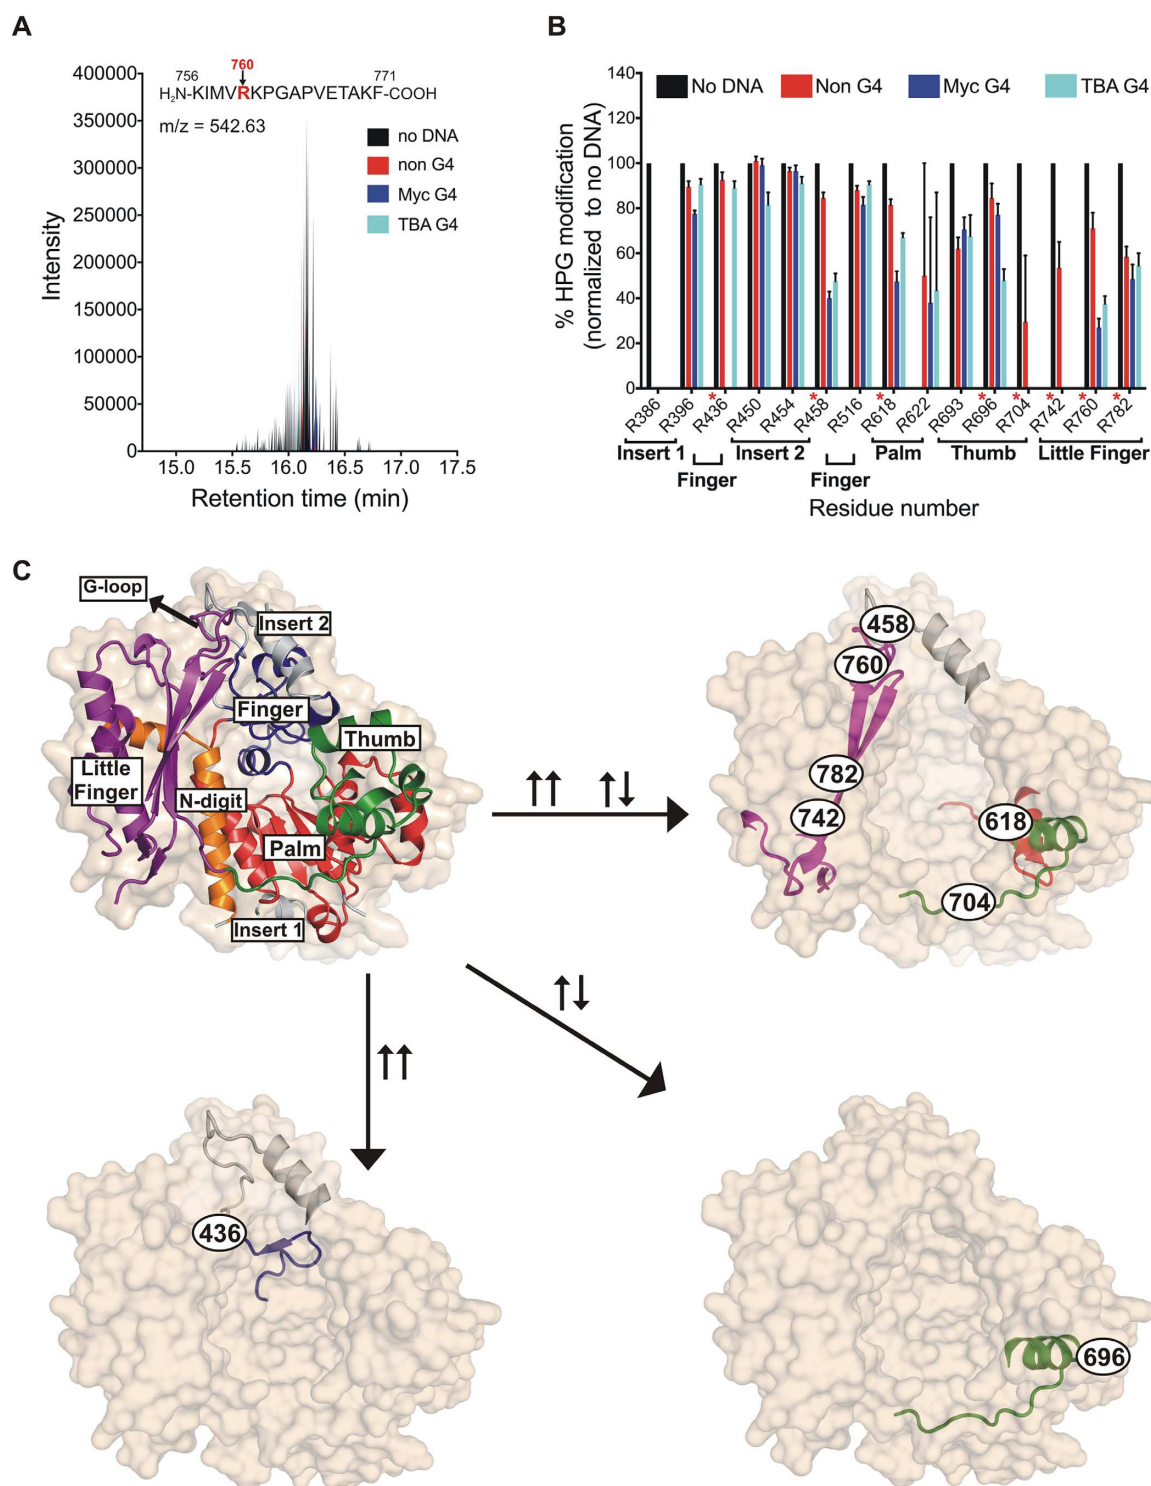 A
400000
350000
300000
250000
200000
150000
100000
50000
0
Intensity
15.0 15.5 16.0 16.5 17.0 17.5
Retention time (min)
760
756 771
H2N-KIMVRKPGAPVETAKF-COOH
m/z = 542.63
no DNA
non G4
Myc G4
TBA G4
B
% HPG modification
(normalized to no DNA)
140
120
100
80
60
40
20
0
No DNA Non G4 Myc G4 TBA G4
R386 R396 *R436 R450 R454 *R458 R516 *R618 R622 R693 *R696 *R704 *R742 *R760 *R782
Insert 1 Insert 2 Palm Thumb Little Finger
Finger Finger
Residue number
C
G-loop
Insert 2
Finger
Thumb
Little
Finger
N-digit
Palm
Insert 1
↑↑ ↑↓
458
760
782
742
618
704
↑↓
↑↑
436
696